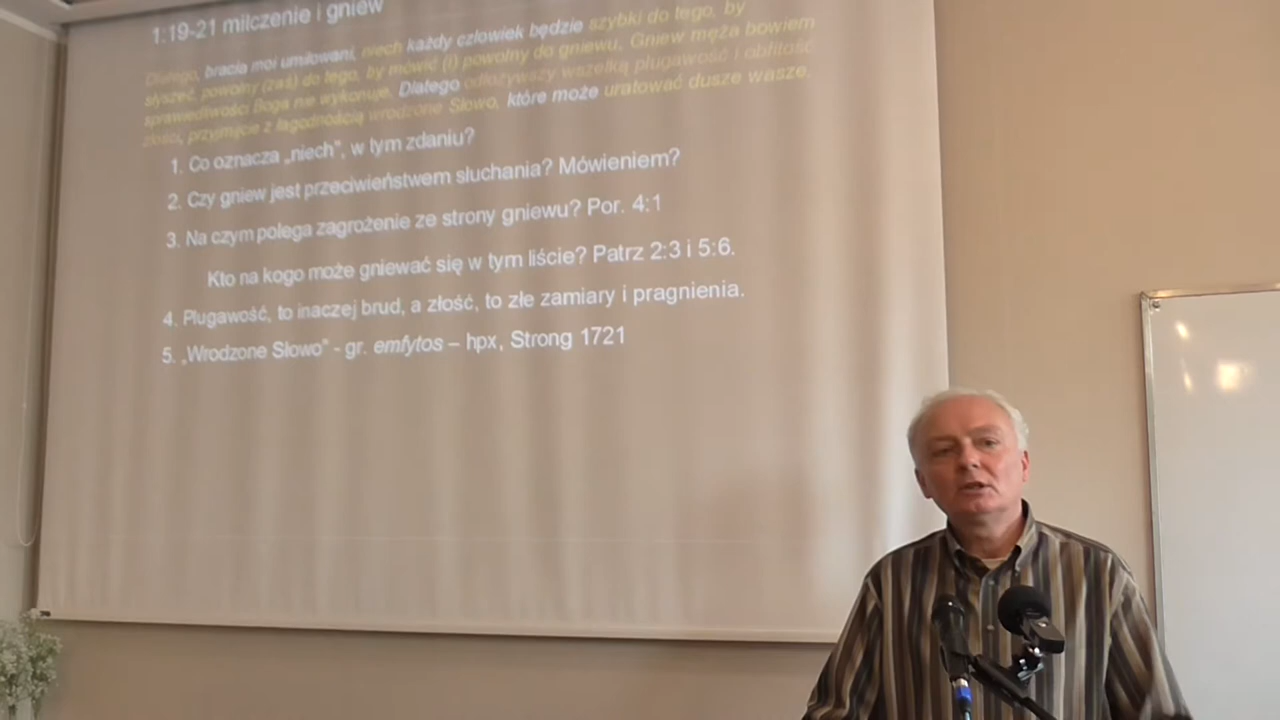 1:19-21 milczenie i gniew
Dlatego, bracia moi umiłowani, niech każdy człowiek będzie szybki do tego, by
słyszeć, powolny (zaś) do tego, by mówić (i) powolny do gniewu. Gniew męża bowiem
sprawiedliwości Boga nie wykonuje. Dlatego odłożywszy wszelką plugawość i obfitość
złości, przyjmijcie z łagodnością wrodzone Słowo, które może uratować dusze wasze.
1. Co oznacza „niech”, w tym zdaniu?
2. Czy gniew jest przeciwieństwem słuchania? Mówieniem?
3. Na czym polega zagrożenie ze strony gniewu? Por. 4:1
Kto na kogo może gniewać się w tym liście? Patrz 2:3 i 5:6.
4. Plugawość, to inaczej brud, a złość, to złe zamiary i pragnienia.
5. „Wrodzone Słowo” - gr. emfytos – hpx, Strong 1721